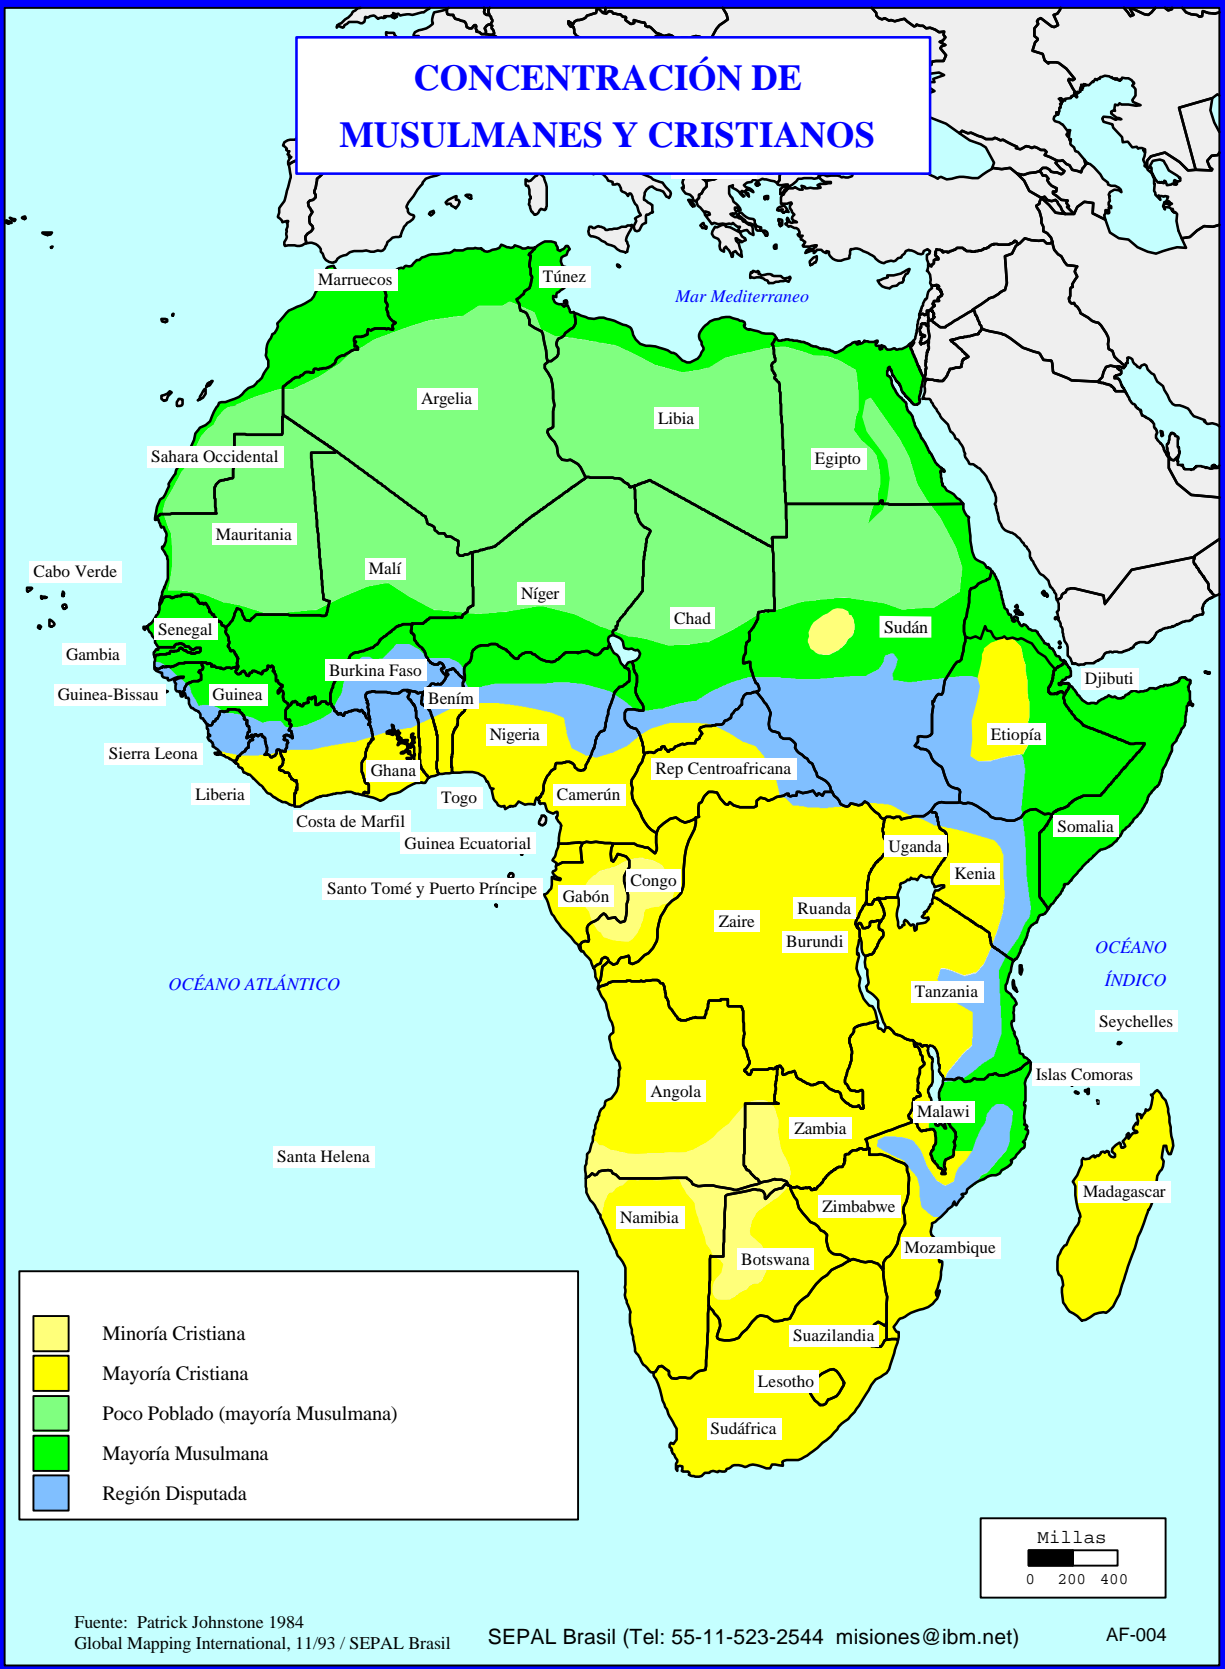 CONCENTRACIÓN DE
MUSULMANES Y CRISTIANOS
Marruecos
Túnez
Mar Mediterraneo
Argelia
Libia
Sahara Occidental
Egipto
Mauritania
Malí
Cabo Verde
Níger
Chad
Sudán
Senegal
Gambia
Burkina Faso
Djibuti
Guinea-Bissau
Guinea
Bením
Nigeria
Etiopía
Sierra Leona
Ghana
Rep Centroafricana
Liberia
Togo
Camerún
Costa de Marfil
Somalia
Guinea Ecuatorial
Uganda
Kenia
Santo Tomé y Puerto Príncipe
Gabón
Congo
Zaire
Ruanda
Burundi
OCÉANO
ÍNDICO
OCÉANO ATLÁNTICO
Tanzania
Seychelles
Islas Comoras
Angola
Malawi
Zambia
Santa Helena
Madagascar
Namibia
Zimbabwe
Botswana
Mozambique
Suazilandia
Lesotho
Sudáfrica
Minoría Cristiana
Mayoría Cristiana
Poco Poblado (mayoría Musulmana)
Mayoría Musulmana
Región Disputada
Millas
0 200 400
Fuente: Patrick Johnstone 1984
Global Mapping International, 11/93 / SEPAL Brasil
SEPAL Brasil (Tel: 55-11-523-2544 misiones@ibm.net)
AF-004